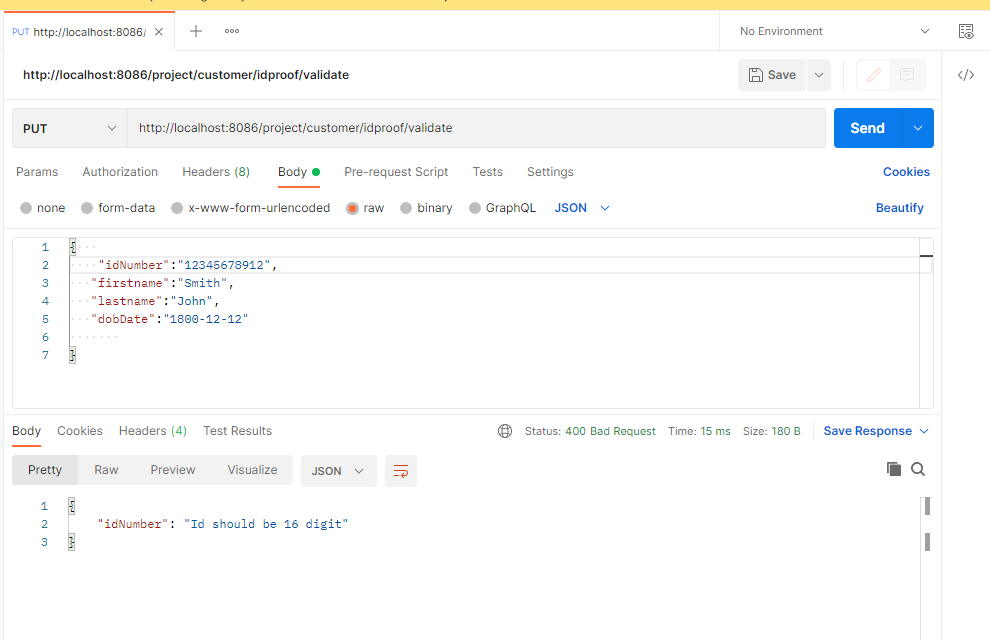 PUT http://localhost:8086/
No Environment
http://localhost:8086/project/customer/idproof/validate
Save
PUT
http://localhost:8086/project/customer/idproof/validate
Send
Params Authorization Headers (8) Body Pre-request Script Tests Settings Cookies
none form-data x-www-form-urlencoded raw binary GraphQL JSON Beautify
1 {
2 "idNumber":"12345678912",
3 "firstname":"Smith",
4 "lastname":"John",
5 "dobDate":"1800-12-12"
6
7 }
Body Cookies Headers (4) Test Results Status: 400 Bad Request Time: 15 ms Size: 180 B Save Response
Pretty Raw Preview Visualize JSON
1 {
2 "idNumber": "Id should be 16 digit"
3 }